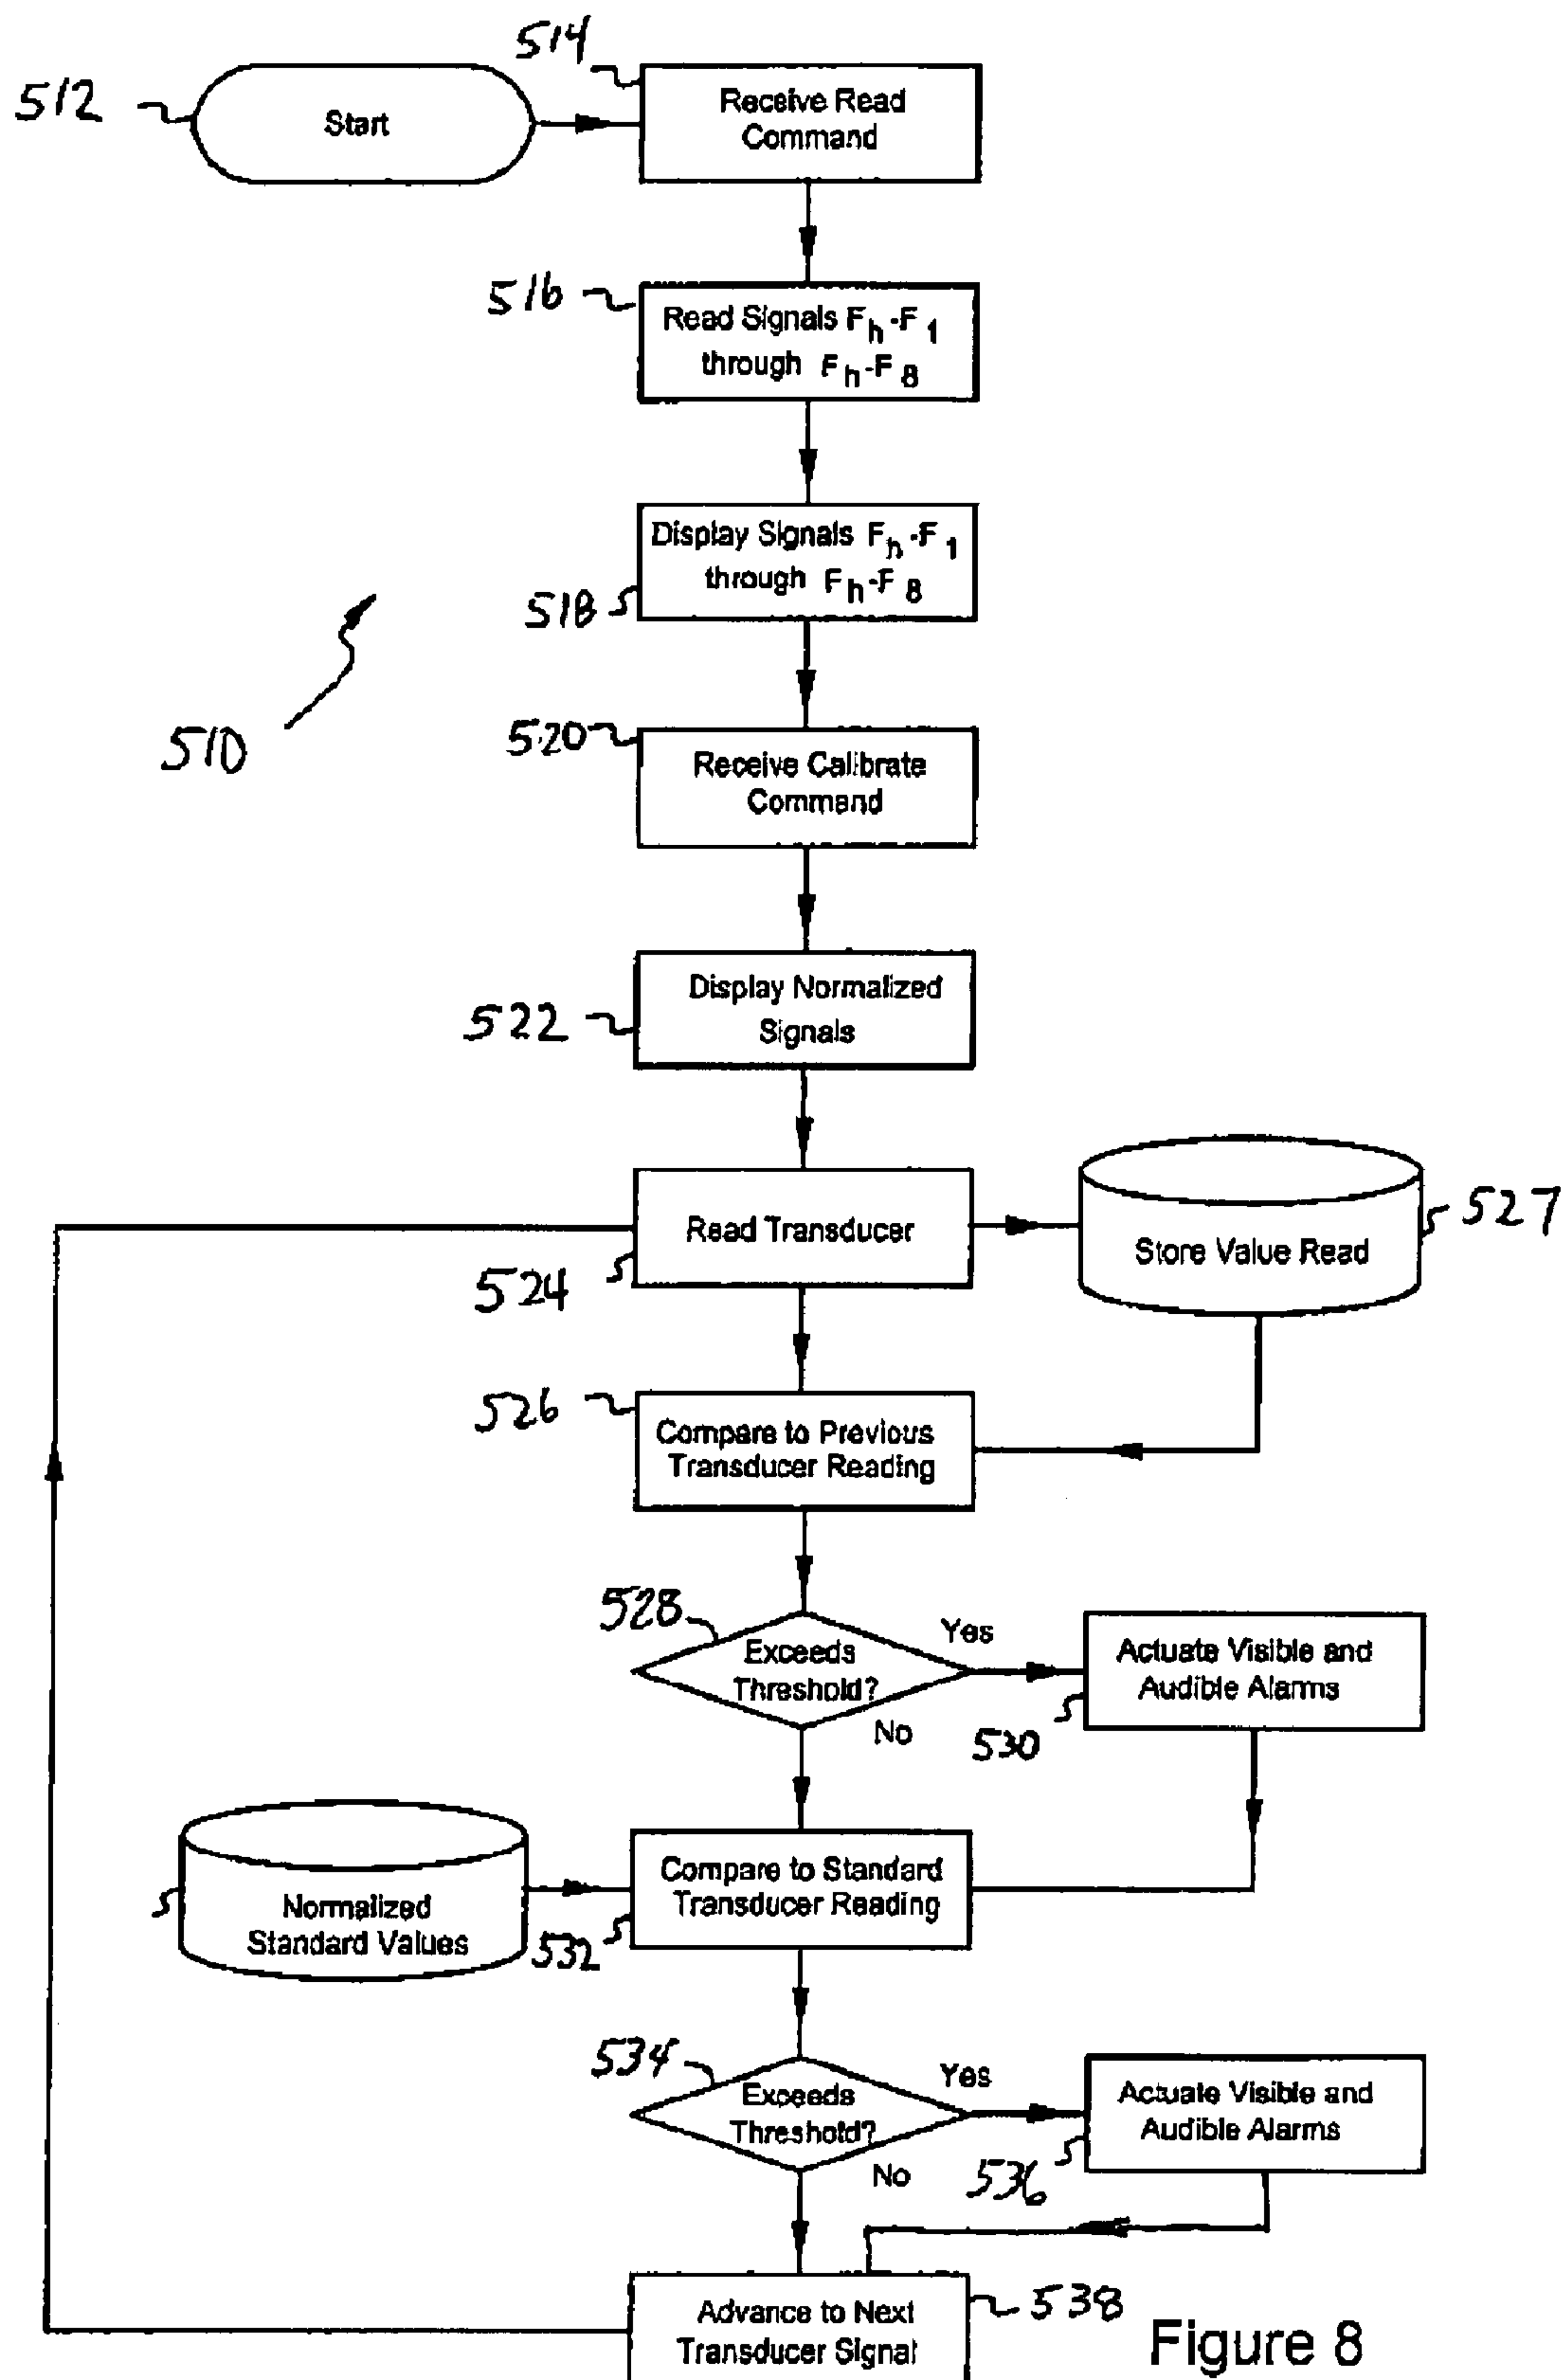 514
512
Start
Receive Read
Command
516
Read Signals Fh-F1
through Fh-F8
Display Signals Fh-F1
through Fh-F8
518
510
520
Receive Calibrate
Command
522
Display Normalized
Signals
Read Transducer
524
Store Value Read
527
526
Compare to Previous
Transducer Reading
528
Exceeds
Threshold?
Yes
No
Actuate Visible and
Audible Alarms
530
Normalized
Standard Values
Compare to Standard
Transducer Reading
532
534
Exceeds
Threshold?
Yes
No
Actuate Visible and
Audible Alarms
536
Advance to Next
Transducer Signal
538
Figure 8